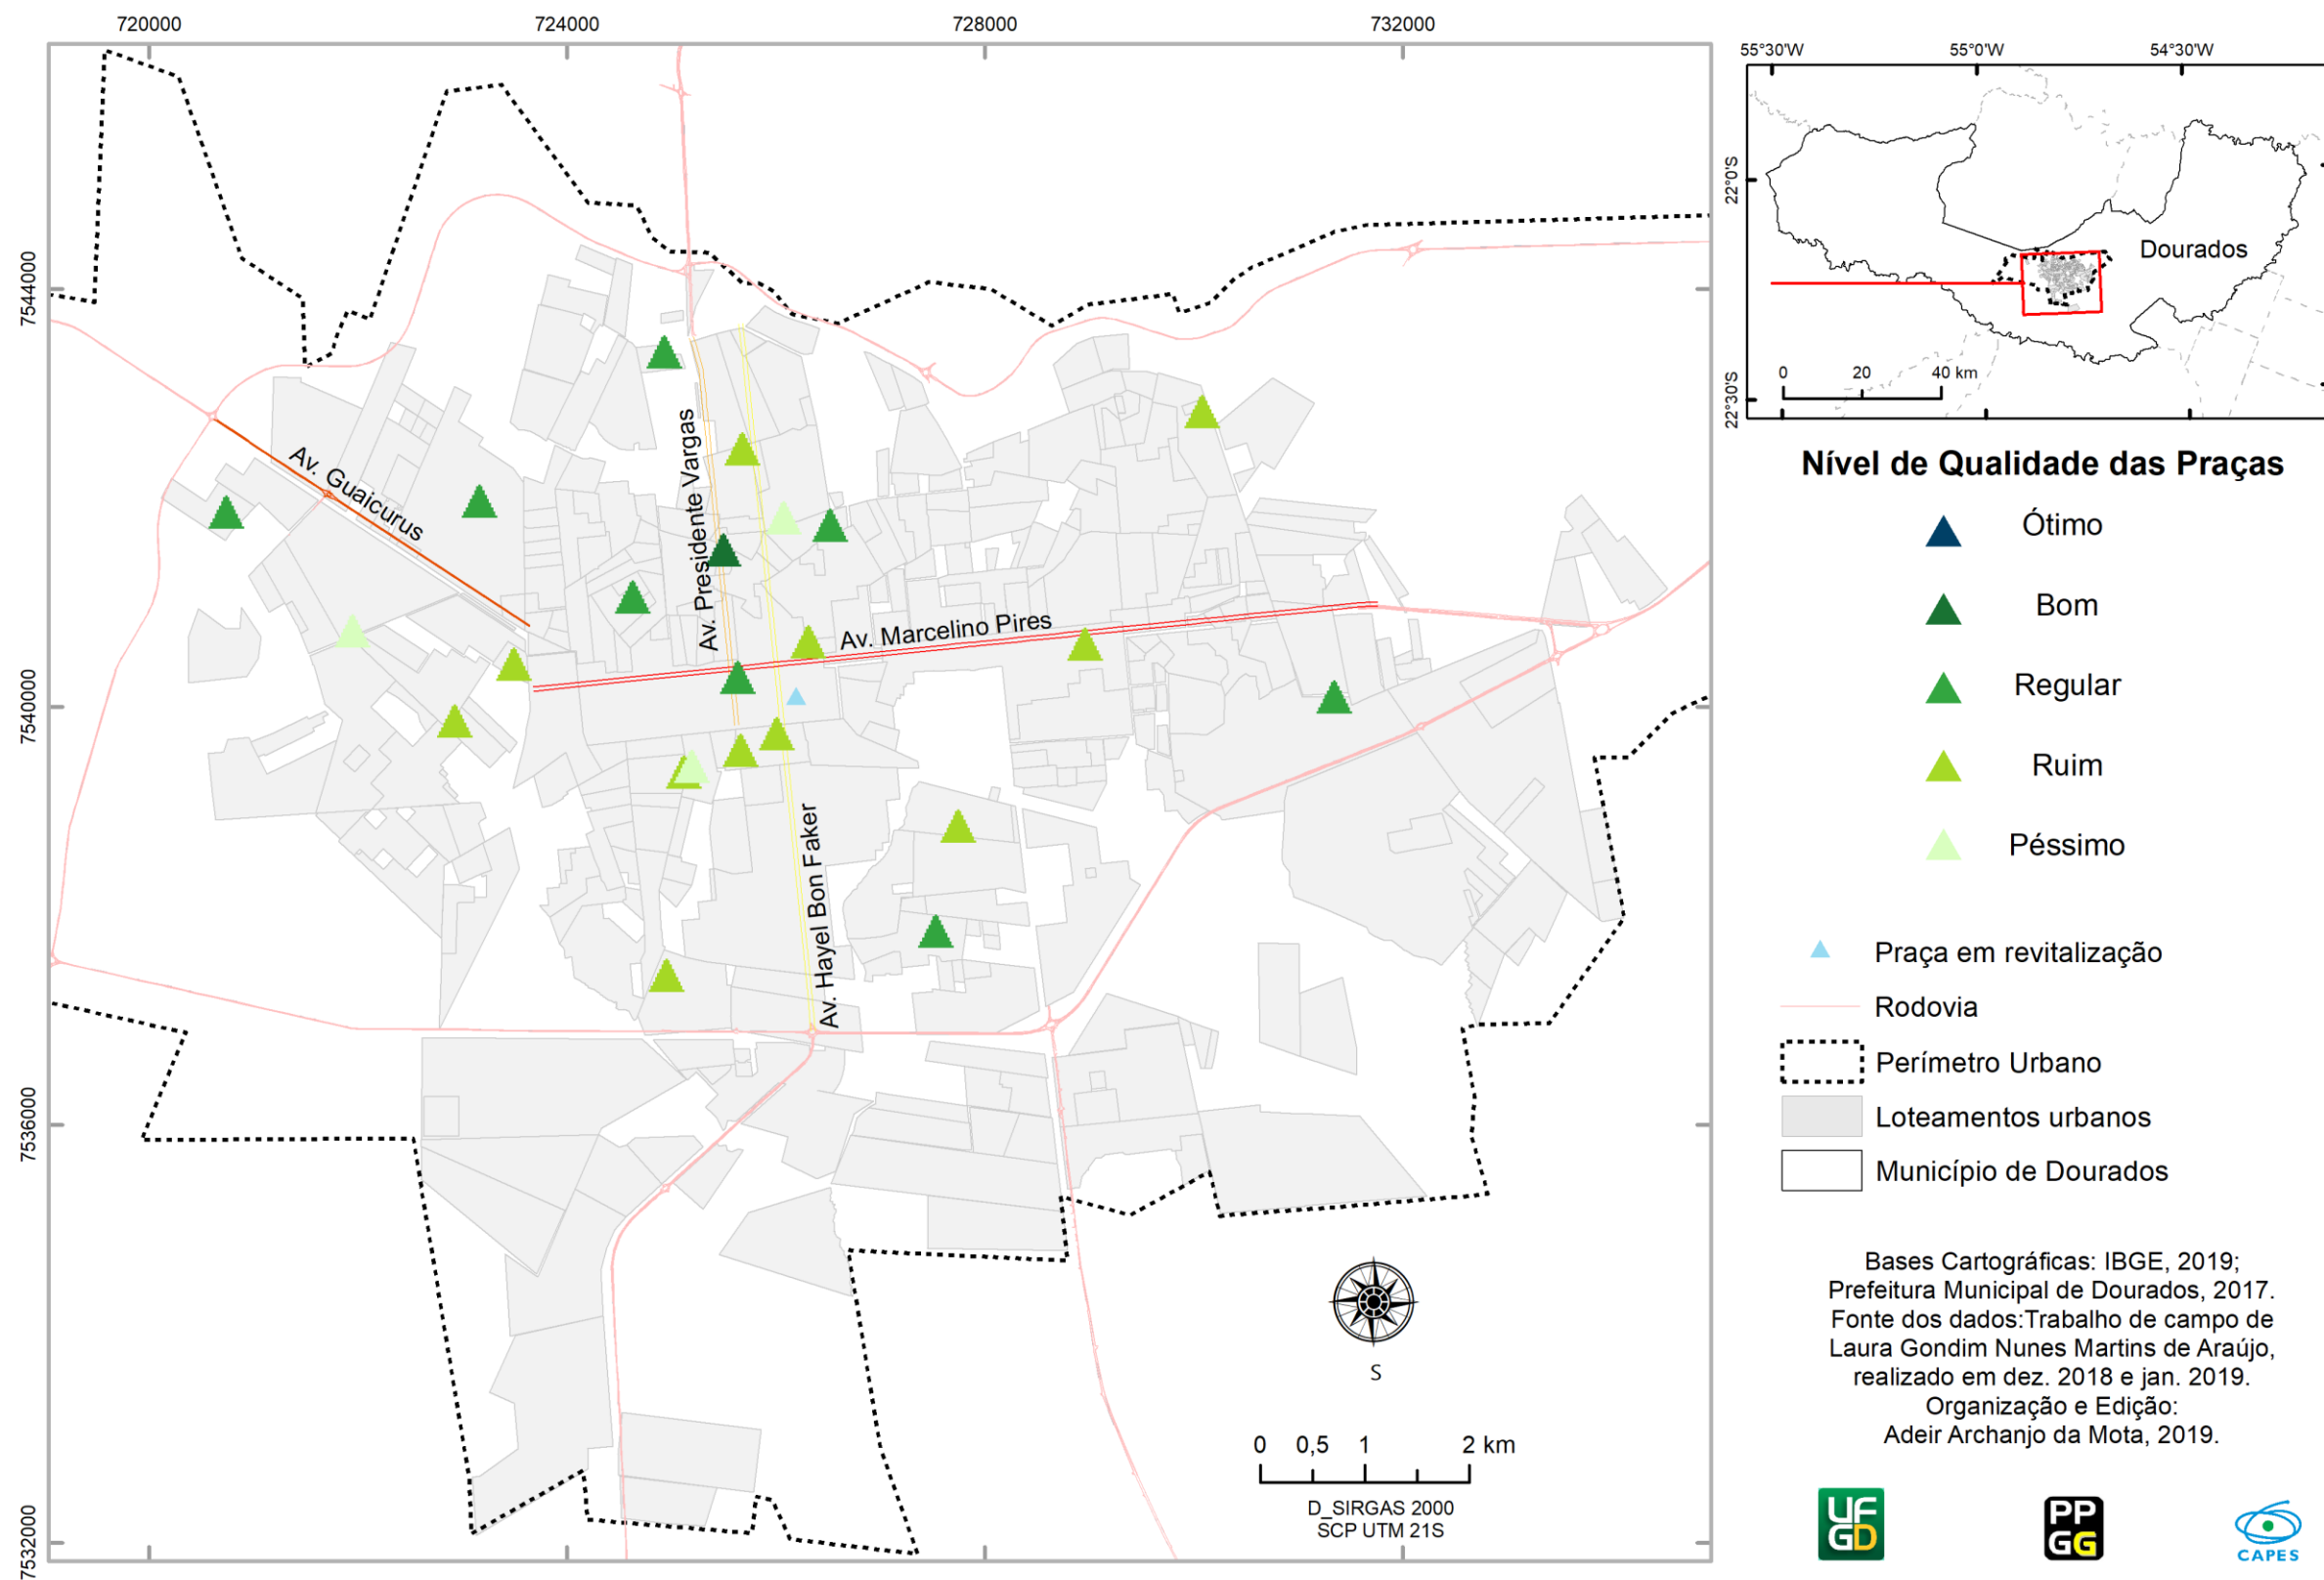 720000
724000
728000
732000
7544000
7540000
7536000
7532000
Av. Guaicurus
Av. Presidente Vargas
Av. Marcelino Pires
Av. Hayel Bon Faker
S
0 0,5 1 2 km
D_SIRGAS 2000
SCP UTM 21S
55°30'W
55°0'W
54°30'W
22°0'S
22°30'S
Dourados
0 20 40 km
Nível de Qualidade das Praças
Ótimo
Bom
Regular
Ruim
Péssimo
Praça em revitalização
Rodovia
Perímetro Urbano
Loteamentos urbanos
Município de Dourados
Bases Cartográficas: IBGE, 2019;
Prefeitura Municipal de Dourados, 2017.
Fonte dos dados:Trabalho de campo de
Laura Gondim Nunes Martins de Araújo,
realizado em dez. 2018 e jan. 2019.
Organização e Edição:
Adeir Archanjo da Mota, 2019.
UF
GD
PP
GG
CAPES